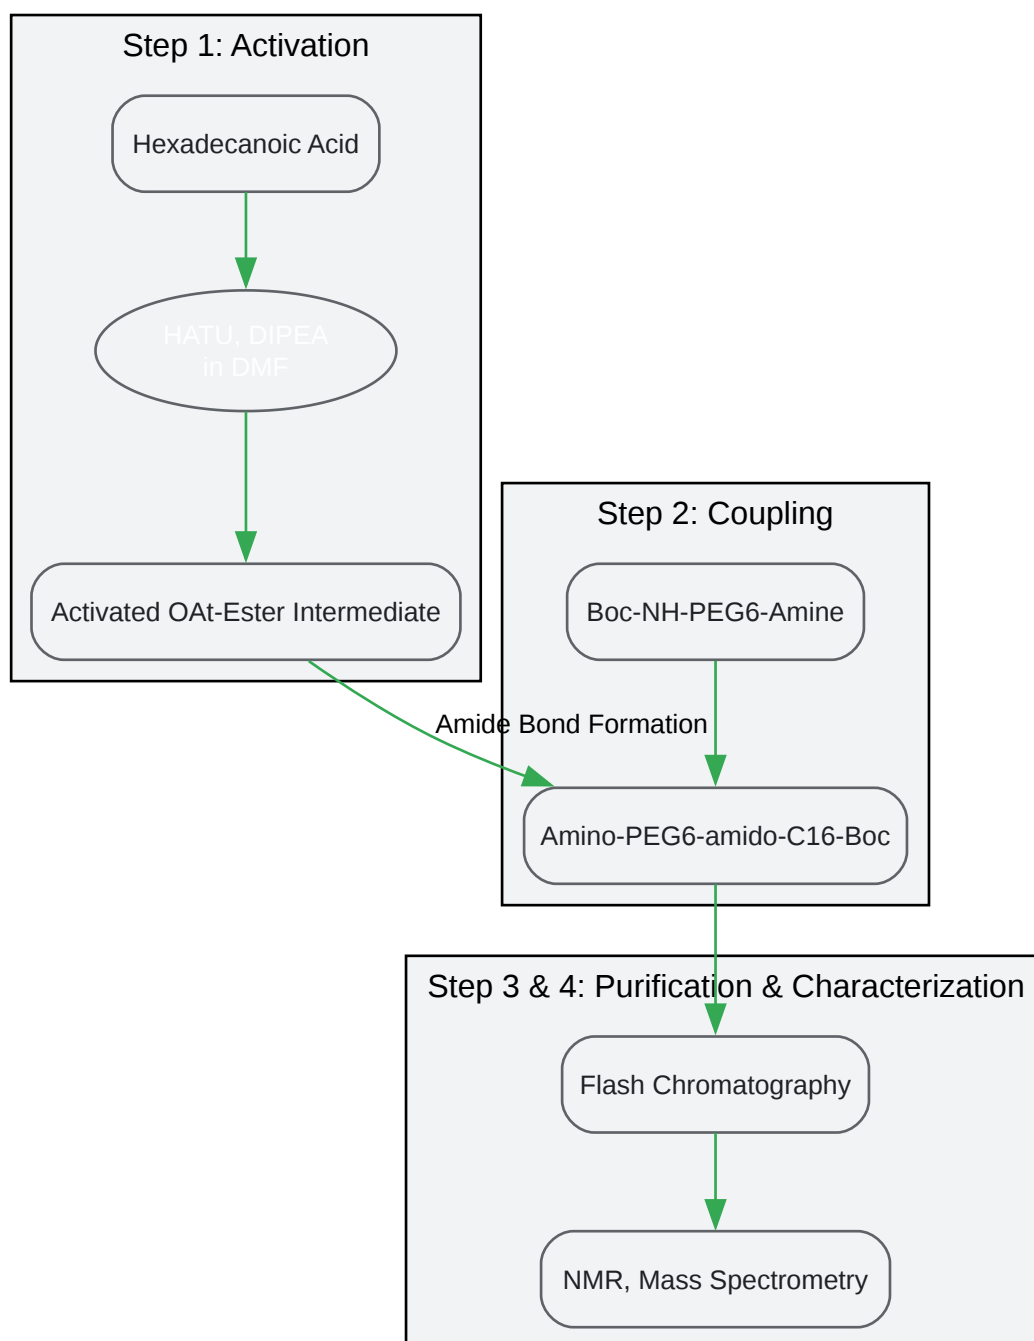 Step 1: Activation
Hexadecanoic Acid
HATU, DIPEA
in DMF
Activated OAt-Ester Intermediate
Step 2: Coupling
Boc-NH-PEG6-Amine
Amide Bond Formation
Amino-PEG6-amido-C16-Boc
Step 3 & 4: Purification & Characterization
Flash Chromatography
NMR, Mass Spectrometry